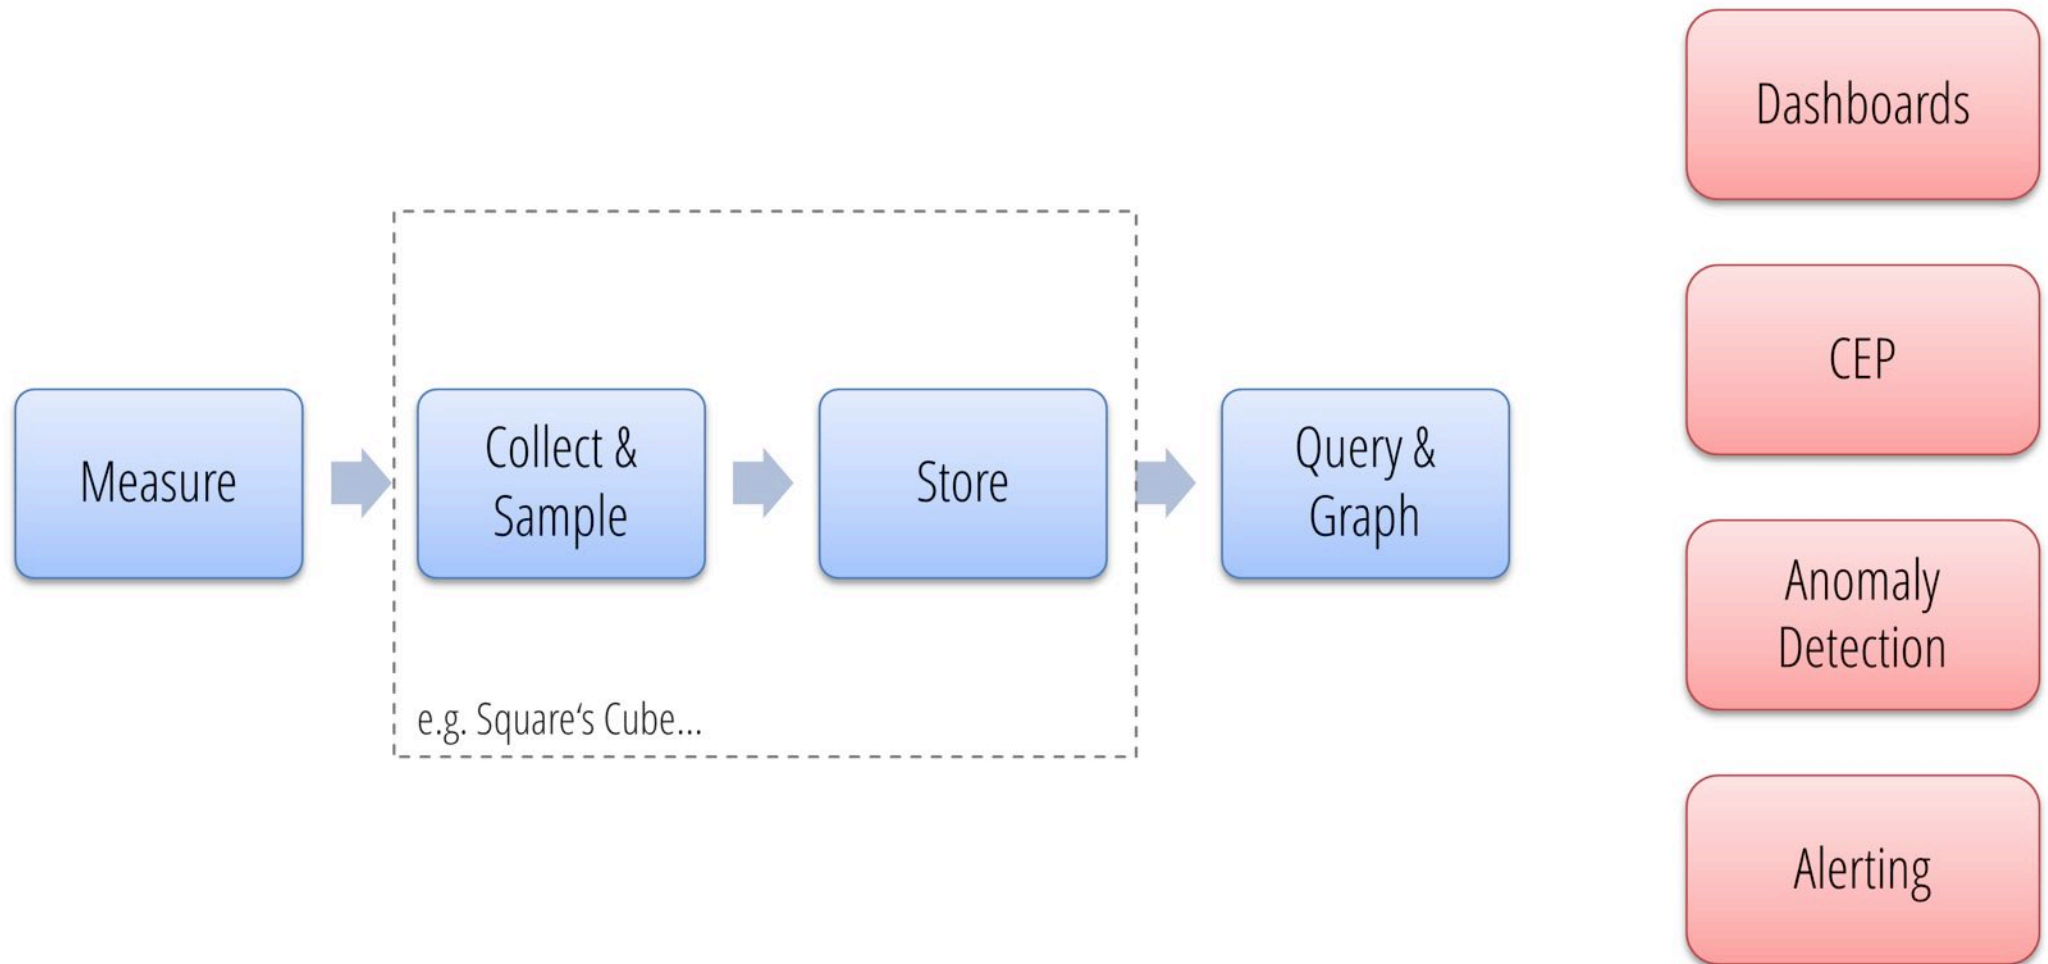 Measure
Collect &
Sample
Store
Query &
Graph
e.g. Square‘s Cube...
Dashboards
CEP
Anomaly
Detection
Alerting